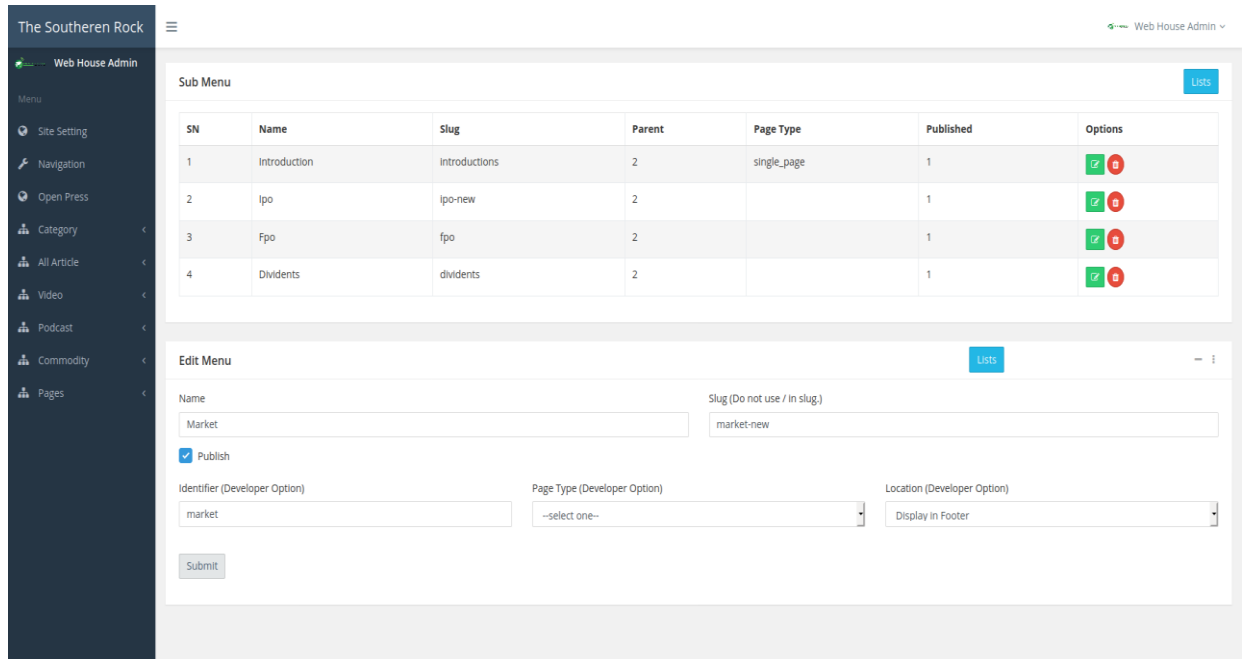 The Southeren Rock
Web House Admin
Web House Admin
Menu
Site Setting
Navigation
Open Press
Category
All Article
Video
Podcast
Commodity
Pages
Sub Menu Lists
SN Name Slug Parent Page Type Published Options
1 Introduction introductions 2 single_page 1
2 Ipo ipo-new 2 1
3 Fpo fpo 2 1
4 Dividents dividents 2 1
Edit Menu Lists
Name Slug (Do not use / in slug.)
Market market-new
Publish
Identifier (Developer Option) Page Type (Developer Option) Location (Developer Option)
market --select one-- Display in Footer
Submit